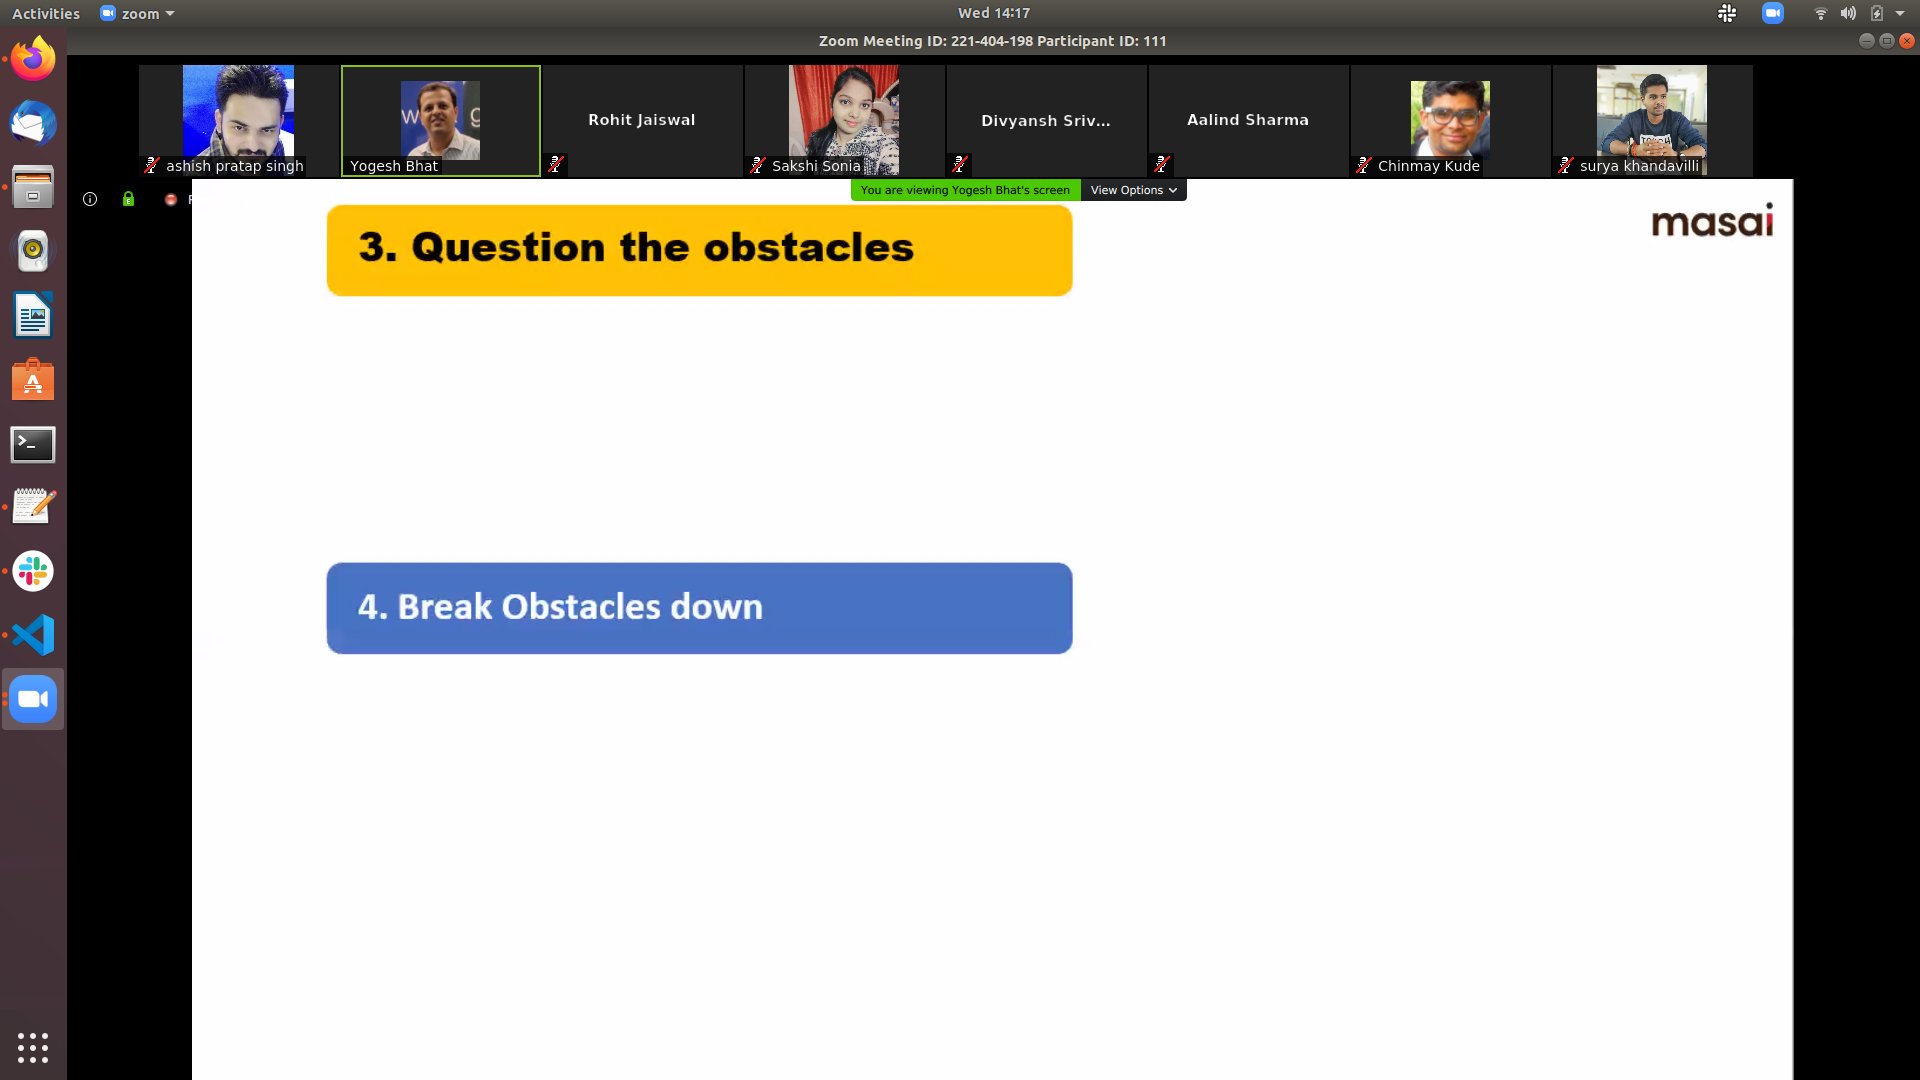 Activities
zoom
Wed 14:17
Zoom Meeting ID: 221-404-198 Participant ID: 111
ashish pratap singh
Yogesh Bhat
Rohit Jaiswal
Sakshi Sonia
Divyansh Sriv...
Aalind Sharma
Chinmay Kude
surya khandavilli
You are viewing Yogesh Bhat's screen
View Options
masai
3. Question the obstacles
4. Break Obstacles down